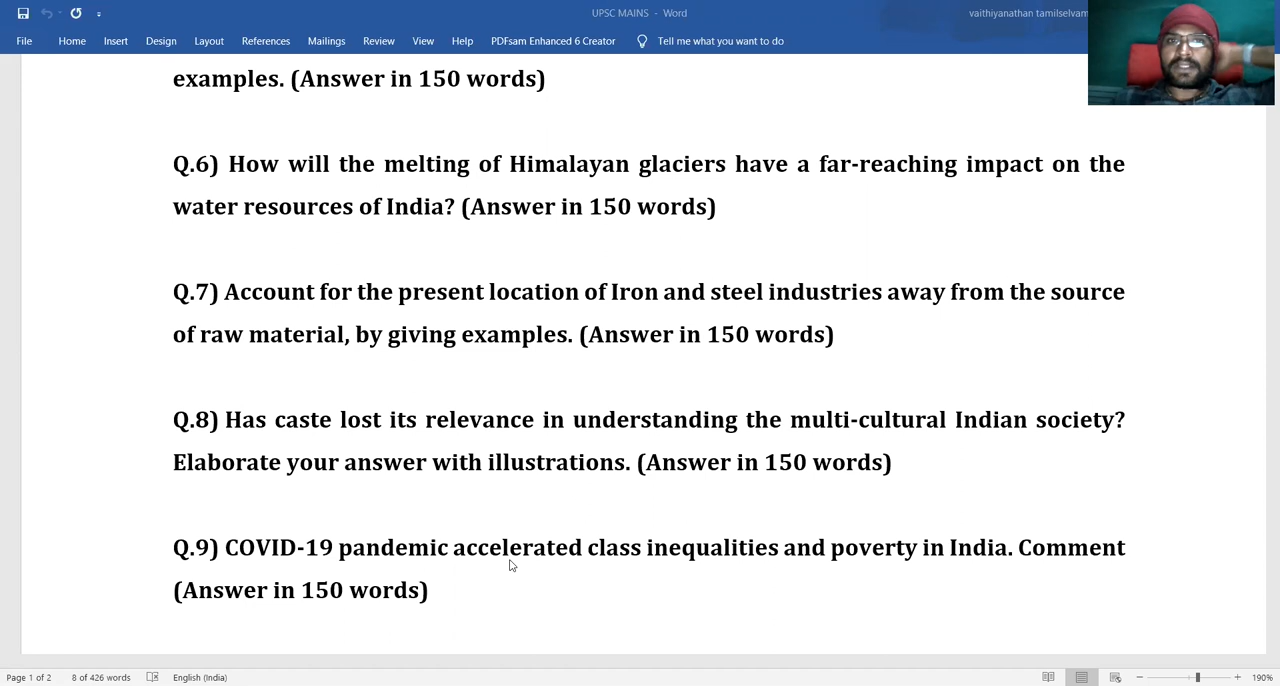 UPSC MAINS - Word
vaithiyanathan tamilselvam
File Home Insert Design Layout References Mailings Review View Help PDFsam Enhanced 6 Creator Tell me what you want to do
examples. (Answer in 150 words)
Q.6) How will the melting of Himalayan glaciers have a far-reaching impact on the
water resources of India? (Answer in 150 words)
Q.7) Account for the present location of Iron and steel industries away from the source
of raw material, by giving examples. (Answer in 150 words)
Q.8) Has caste lost its relevance in understanding the multi-cultural Indian society?
Elaborate your answer with illustrations. (Answer in 150 words)
Q.9) COVID-19 pandemic accelerated class inequalities and poverty in India. Comment
(Answer in 150 words)
Page 1 of 2 8 of 426 words English (India) 190%